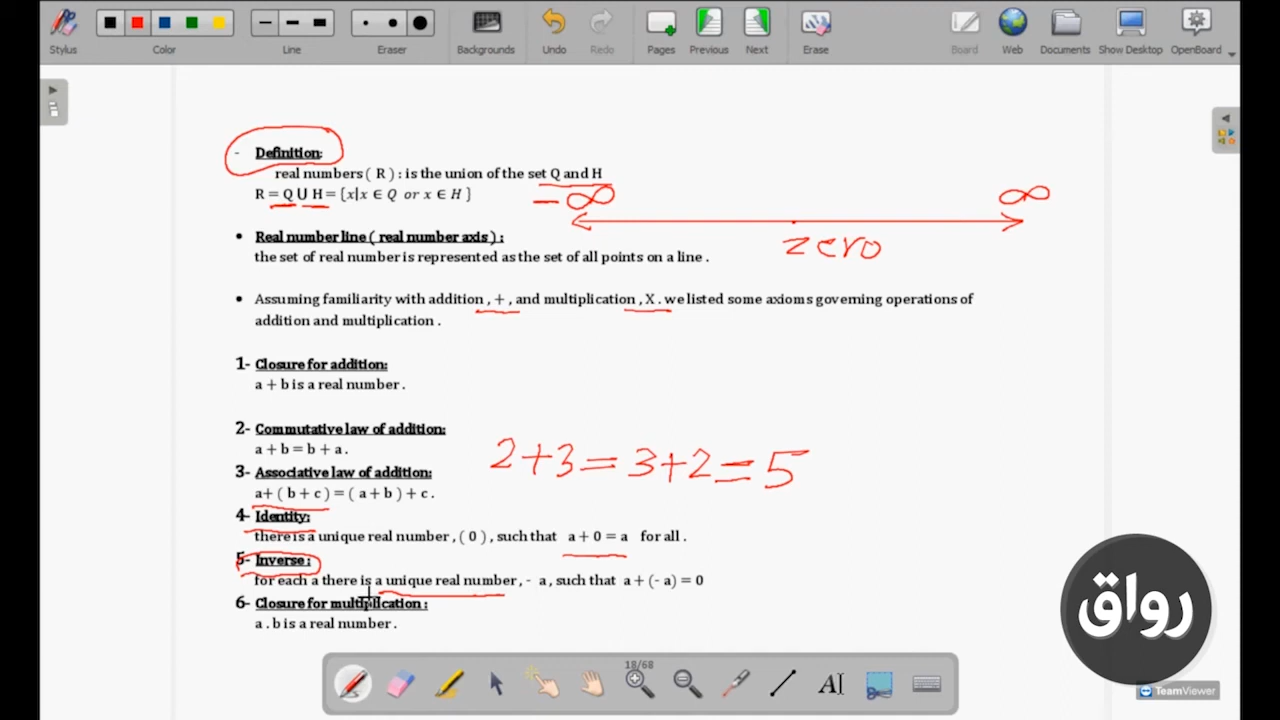 Stylus Color Line Eraser Backgrounds Undo Redo Pages Previous Next Erase Board Web Documents Show Desktop OpenBoard
- Definition:
real numbers ( R ) : is the union of the set Q and H
R = Q U H = {x|x ∈ Q or x ∈ H }
− ∞ ∞
zero
• Real number line ( real number axis ) :
the set of real number is represented as the set of all points on a line .
• Assuming familiarity with addition , + , and multiplication , X . we listed some axioms governing operations of
addition and multiplication .
1- Closure for addition:
a + b is a real number .
2- Commutative law of addition:
a + b = b + a .
2+3=3+2=5
3- Associative law of addition:
a+ ( b + c ) = ( a + b ) + c .
4- Identity:
there is a unique real number , ( 0 ) , such that a + 0 = a for all .
5- Inverse :
for each a there is a unique real number , - a , such that a + (- a ) = 0
6- Closure for multiplication :
a . b is a real number .
رواق
18/68
AI
TeamViewer